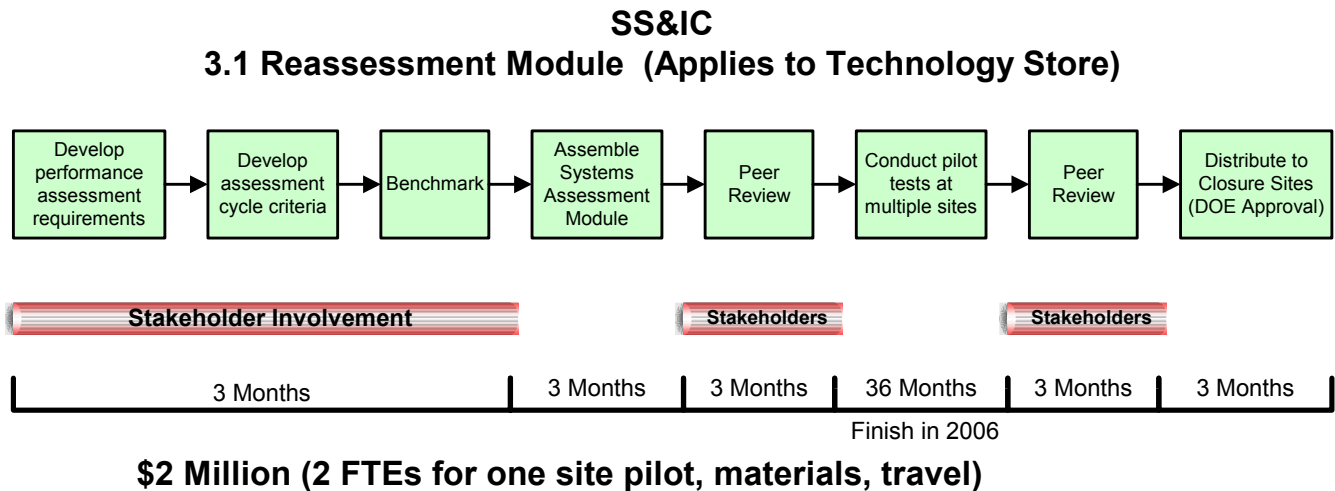 SS&IC
3.1 Reassessment Module (Applies to Technology Store)
Develop
performance
assessment
requirements
Develop
assessment
cycle criteria
Benchmark
Assemble
Systems
Assessment
Module
Peer
Review
Conduct pilot
tests at
multiple sites
Peer
Review
Distribute to
Closure Sites
(DOE Approval)
Stakeholder Involvement
Stakeholders
Stakeholders
3 Months
3 Months
3 Months
36 Months
3 Months
3 Months
Finish in 2006
$2 Million (2 FTEs for one site pilot, materials, travel)